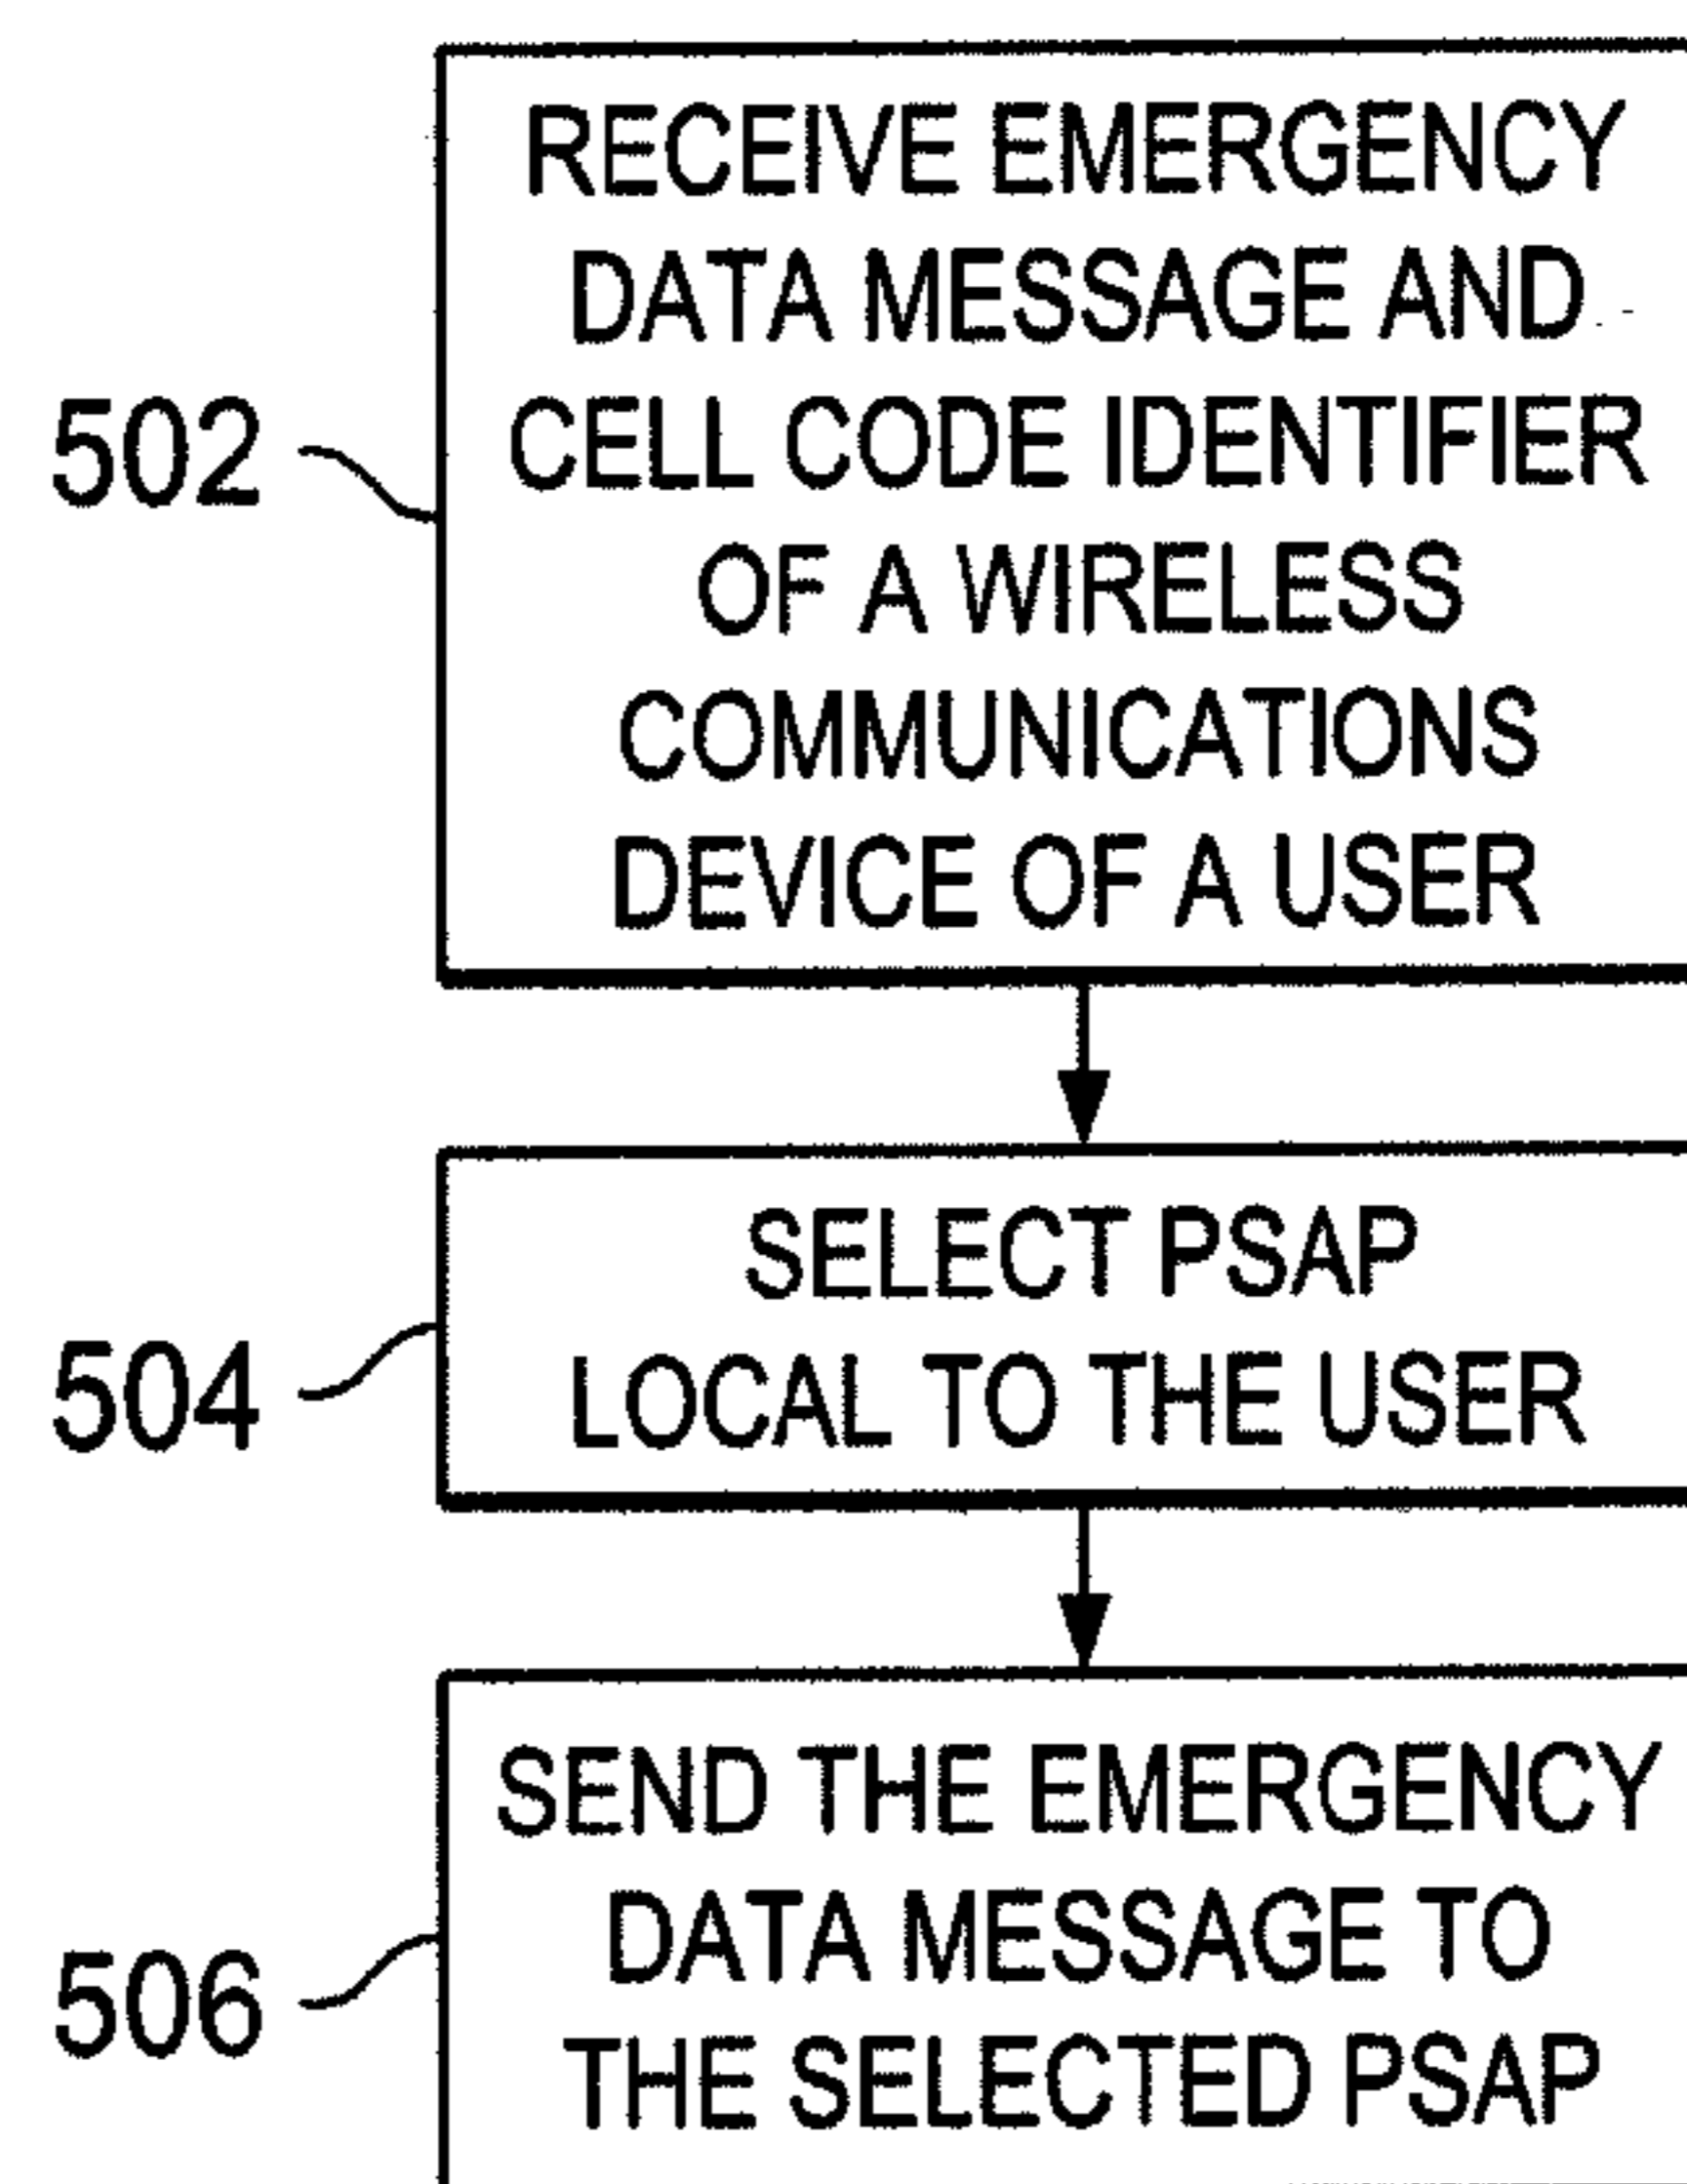 RECEIVE EMERGENCY
DATA MESSAGE AND
CELL CODE IDENTIFIER
OF A WIRELESS
COMMUNICATIONS
DEVICE OF A USER
502
SELECT PSAP
LOCAL TO THE USER
504
SEND THE EMERGENCY
DATA MESSAGE TO
THE SELECTED PSAP
506